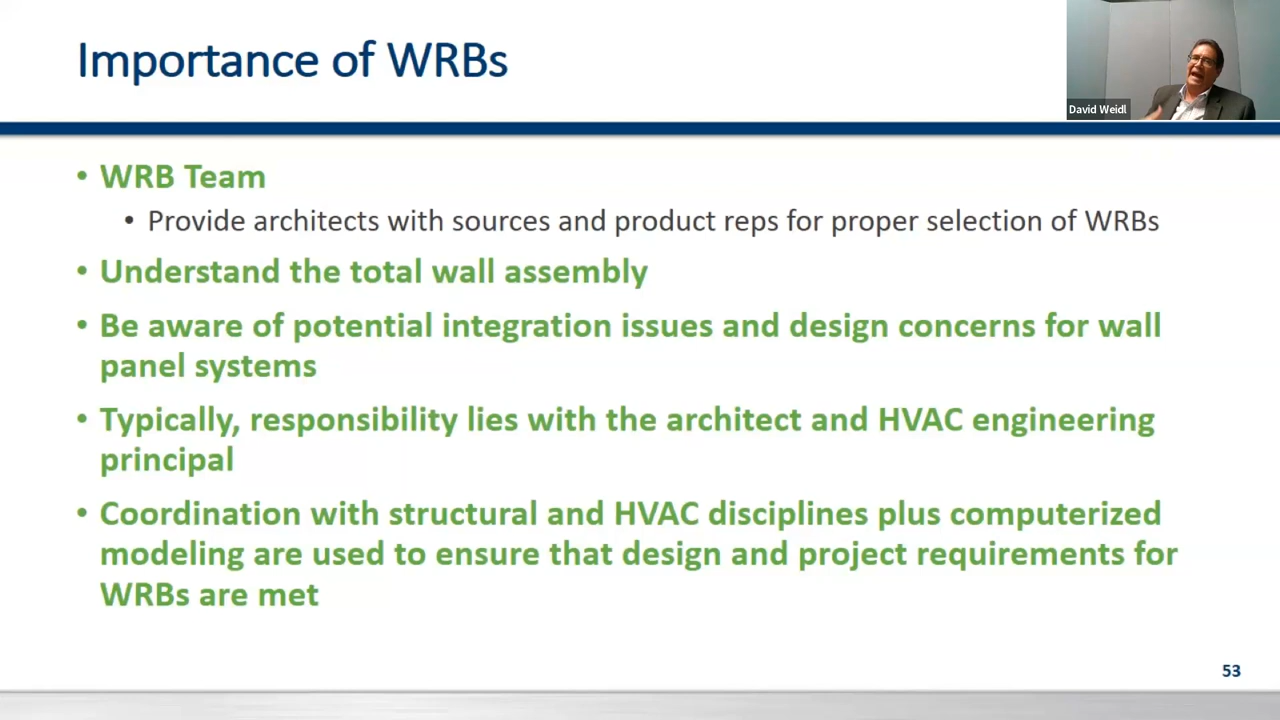 Importance of WRBs
David Weidl
• WRB Team
• Provide architects with sources and product reps for proper selection of WRBs
• Understand the total wall assembly
• Be aware of potential integration issues and design concerns for wall
panel systems
• Typically, responsibility lies with the architect and HVAC engineering
principal
• Coordination with structural and HVAC disciplines plus computerized
modeling are used to ensure that design and project requirements for
WRBs are met
53